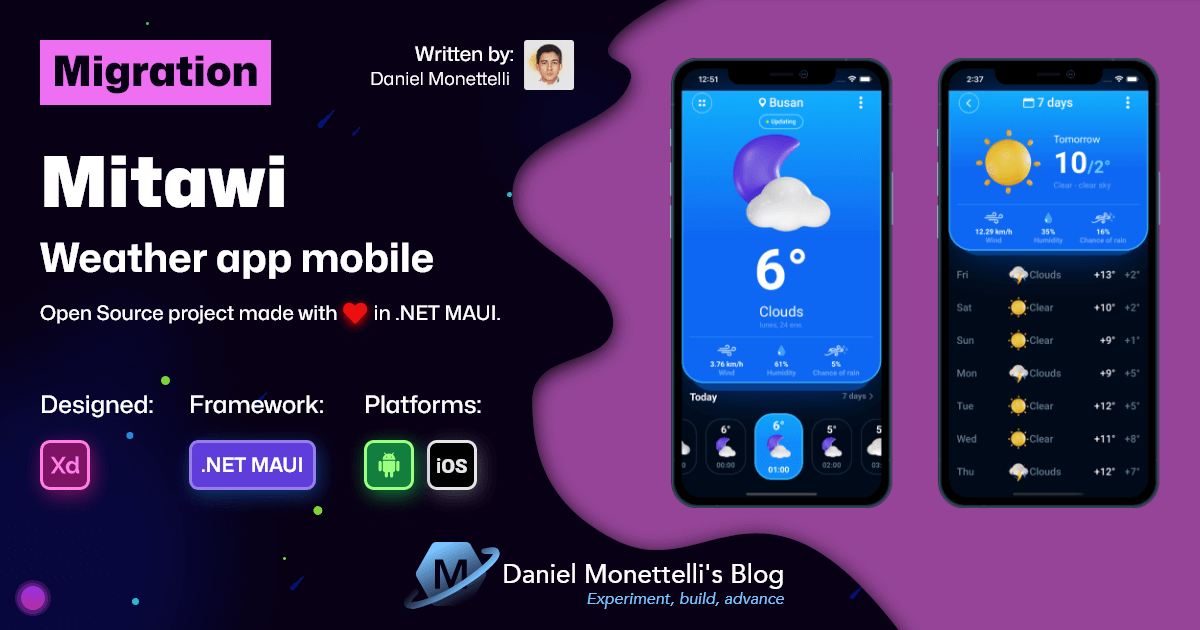 Migration
Written by:
Daniel Monettelli
Mitawi
Weather app mobile
Open Source project made with in .NET MAUI.
Designed:
Framework:
Platforms:
Xd
.NET MAUI
iOS
M
Daniel Monettelli's Blog
Experiment, build, advance
12:51
Busan
Updating
6°
Clouds
lunes, 24 ene
3.76 km/h
61%
5%
Wind
Humidity
Chance of rain
Today
7 days
6°
6°
5°
5
0
00:00
01:00
02:00
03:
2:37
7 days
Tomorrow
10/2°
Clear - clear sky
12.29 km/h
35%
16%
Wind
Humidity
Chance of rain
Fri Clouds +13° +2°
Sat Clear +10° +2°
Sun Clear +9° +1°
Mon Clouds +9° +5°
Tue Clear +12° +5°
Wed Clear +11° +8°
Thu Clouds +12° +7°